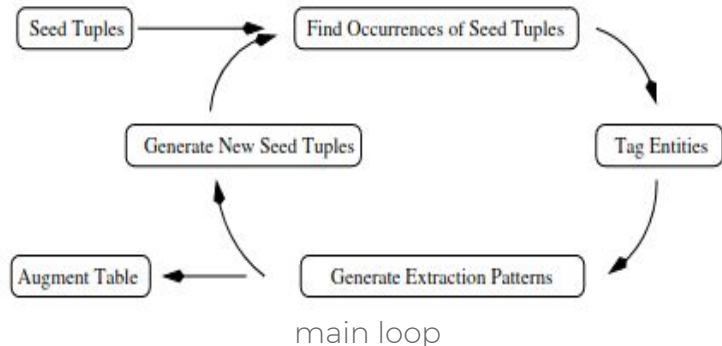 Seed Tuples
Find Occurrences of Seed Tuples
Generate New Seed Tuples
Tag Entities
Augment Table
Generate Extraction Patterns
main loop